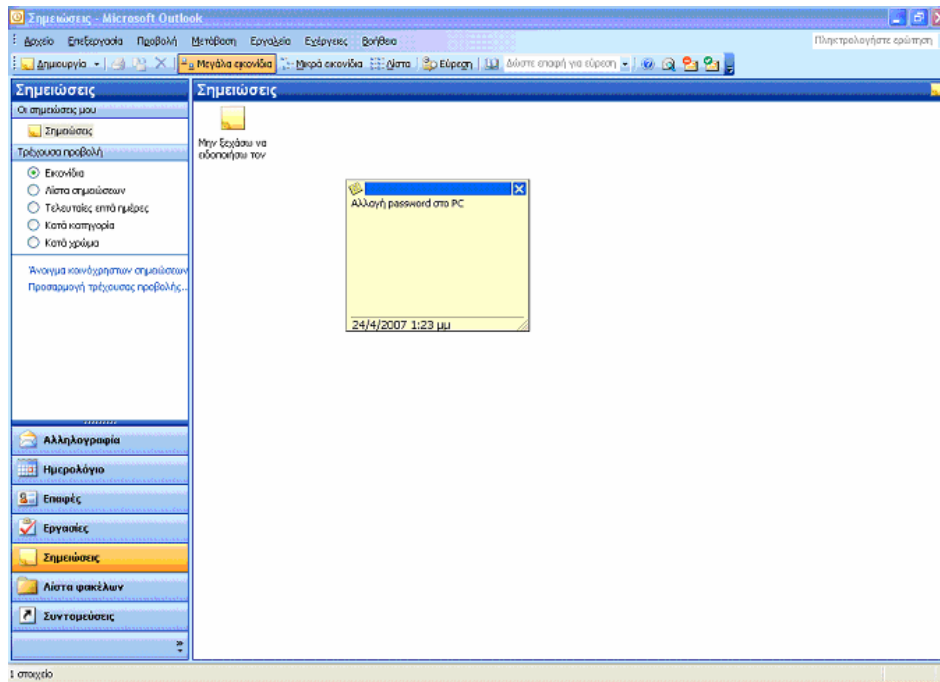 Σημειώσεις - Microsoft Outlook
Αρχείο Επεξεργασία Προβολή Μετάβαση Εργαλεία Ενέργειες Βοήθεια Πληκτρολογήστε ερώτηση
Δημιουργία Μεγάλα εικονίδια Μικρά εικονίδια Λίστα Εύρεση Δώστε επαφή για εύρεση
Σημειώσεις
Οι σημειώσεις μου
Σημειώσεις
Τρέχουσα προβολή
Εικονίδια
Λίστα σημειώσεων
Τελευταίες επτά ημέρες
Κατά κατηγορία
Κατά χρώμα
Άνοιγμα κοινόχρηστων σημειώσεων
Προσαρμογή τρέχουσας προβολής...
Αλληλογραφία
Ημερολόγιο
Επαφές
Εργασίες
Σημειώσεις
Λίστα φακέλων
Συντομεύσεις
Σημειώσεις
Μην ξεχάσω να
ειδοποιήσω τον
Αλλαγή password στο PC
24/4/2007 1:23 μμ
1 στοιχείο